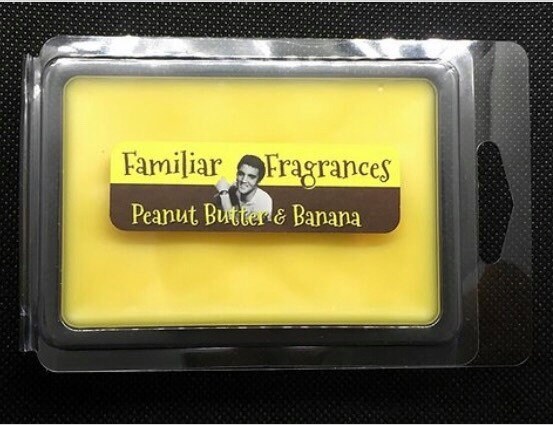 Familiar Fragrances
Peanut Butter & Banana